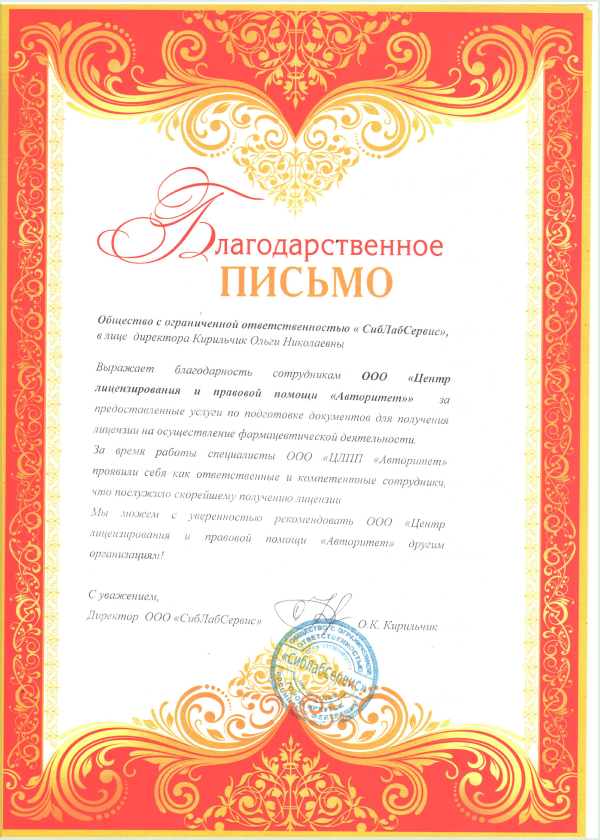 Благодарственное
ПИСЬМО
Общество с ограниченной ответственностью « СибЛабСервис»,
в лице директора Кирильчик Ольги Николаевны
Выражает благодарность сотрудникам ООО «Центр
лицензирования и правовой помощи «Авторитет»» за
предоставленные услуги по подготовке документов для получения
лицензии на осуществление фармацевтической деятельности.
За время работы специалисты ООО «ЦЛПП «Авторитет»
проявили себя как ответственные и компетентные сотрудники,
что послужило скорейшему получению лицензии
Мы можем с уверенностью рекомендовать ООО «Центр
лицензирования и правовой помощи «Авторитет» другим
организациям!
С уважением,
Директор ООО «СибЛабСервис»
О.К. Кирильчик
ОБЩЕСТВО С ОГРАНИЧЕННОЙ
ОТВЕТСТВЕННОСТЬЮ
«Сиблабсервис»
ИРКУТСК